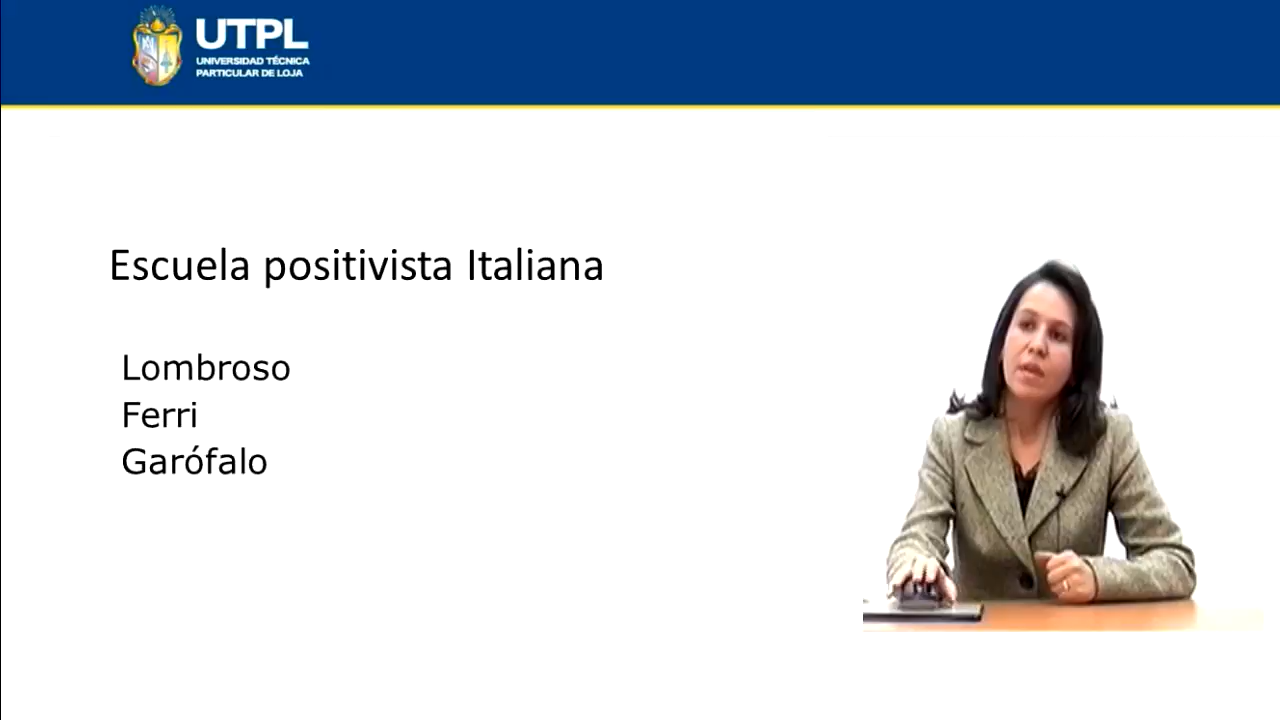 UTPL
UNIVERSIDAD TÉCNICA
PARTICULAR DE LOJA
Escuela positivista Italiana
Lombroso
Ferri
Garófalo